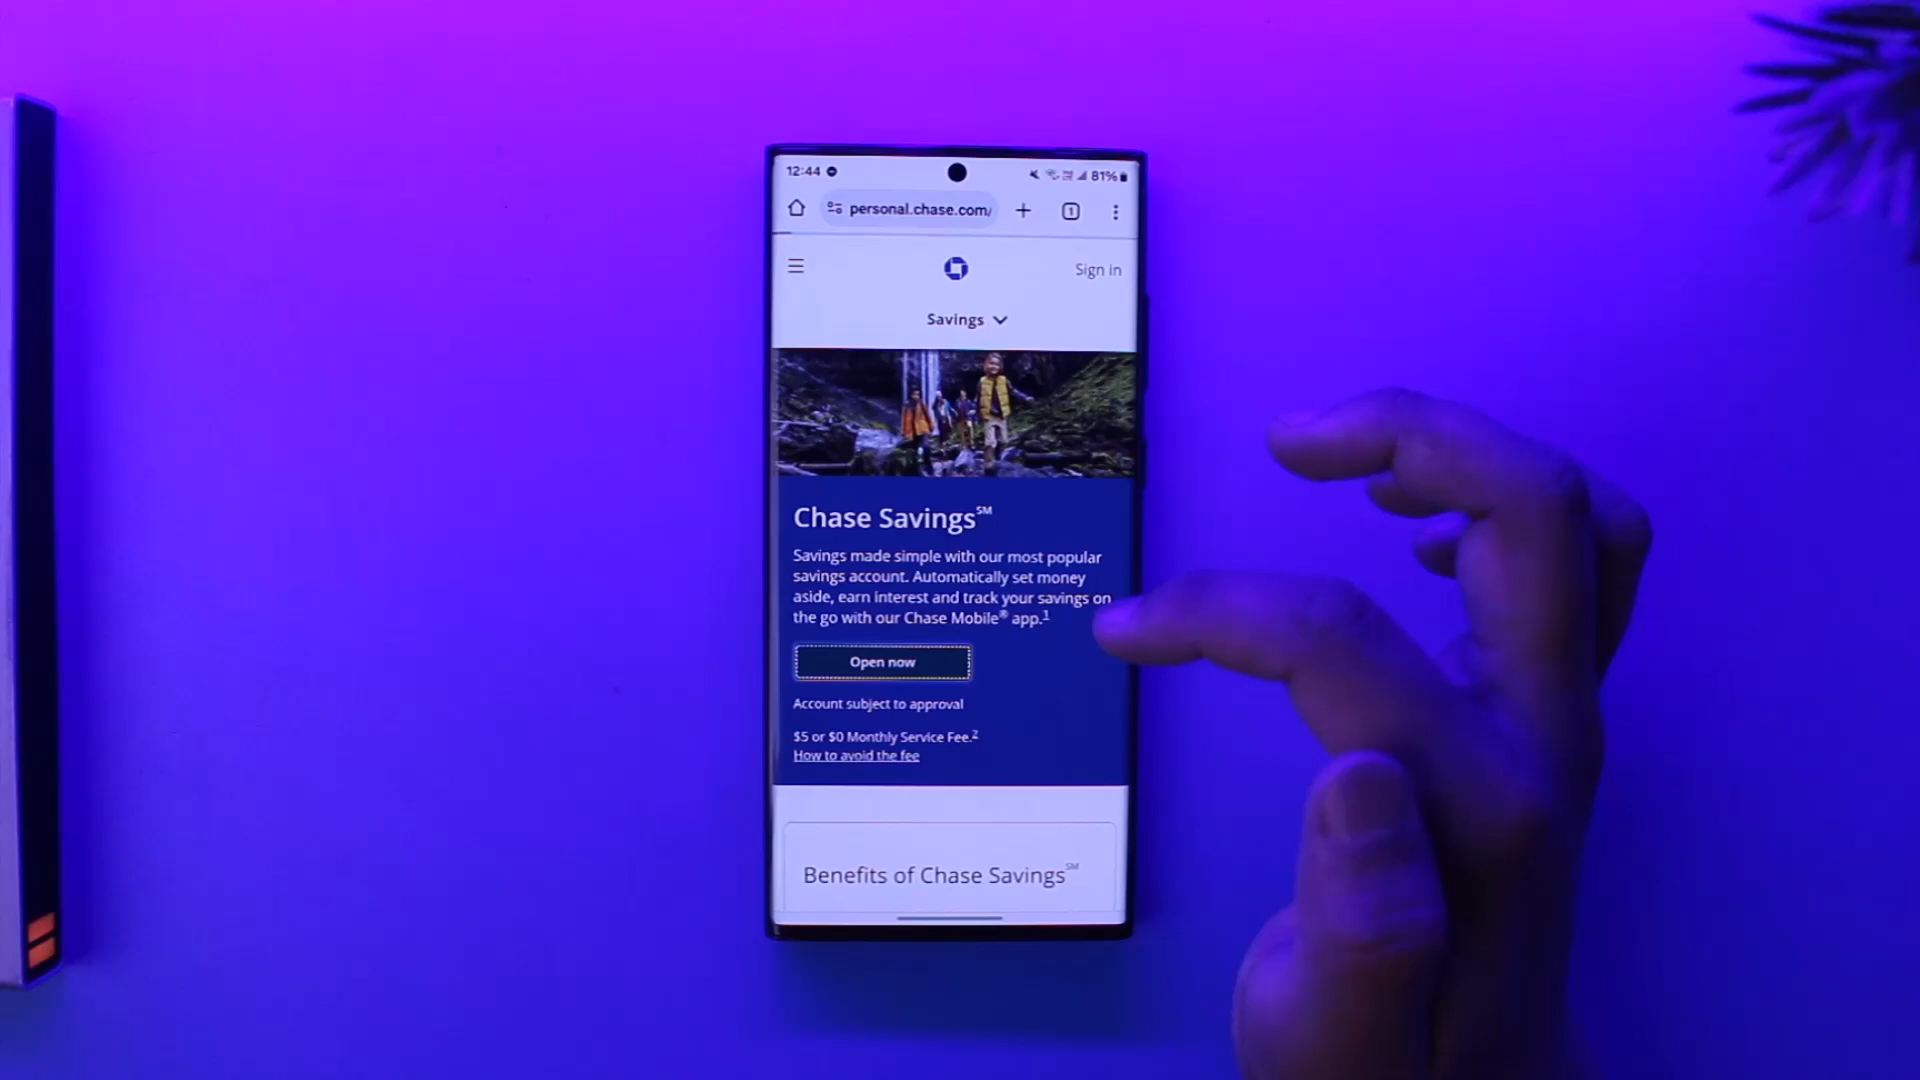 12:44
81%
personal.chase.com/
1
Sign in
Savings
Chase Savings℠
Savings made simple with our most popular
savings account. Automatically set money
aside, earn interest and track your savings on
the go with our Chase Mobile® app.1
Open now
Account subject to approval
$5 or $0 Monthly Service Fee.2
How to avoid the fee
Benefits of Chase Savings℠